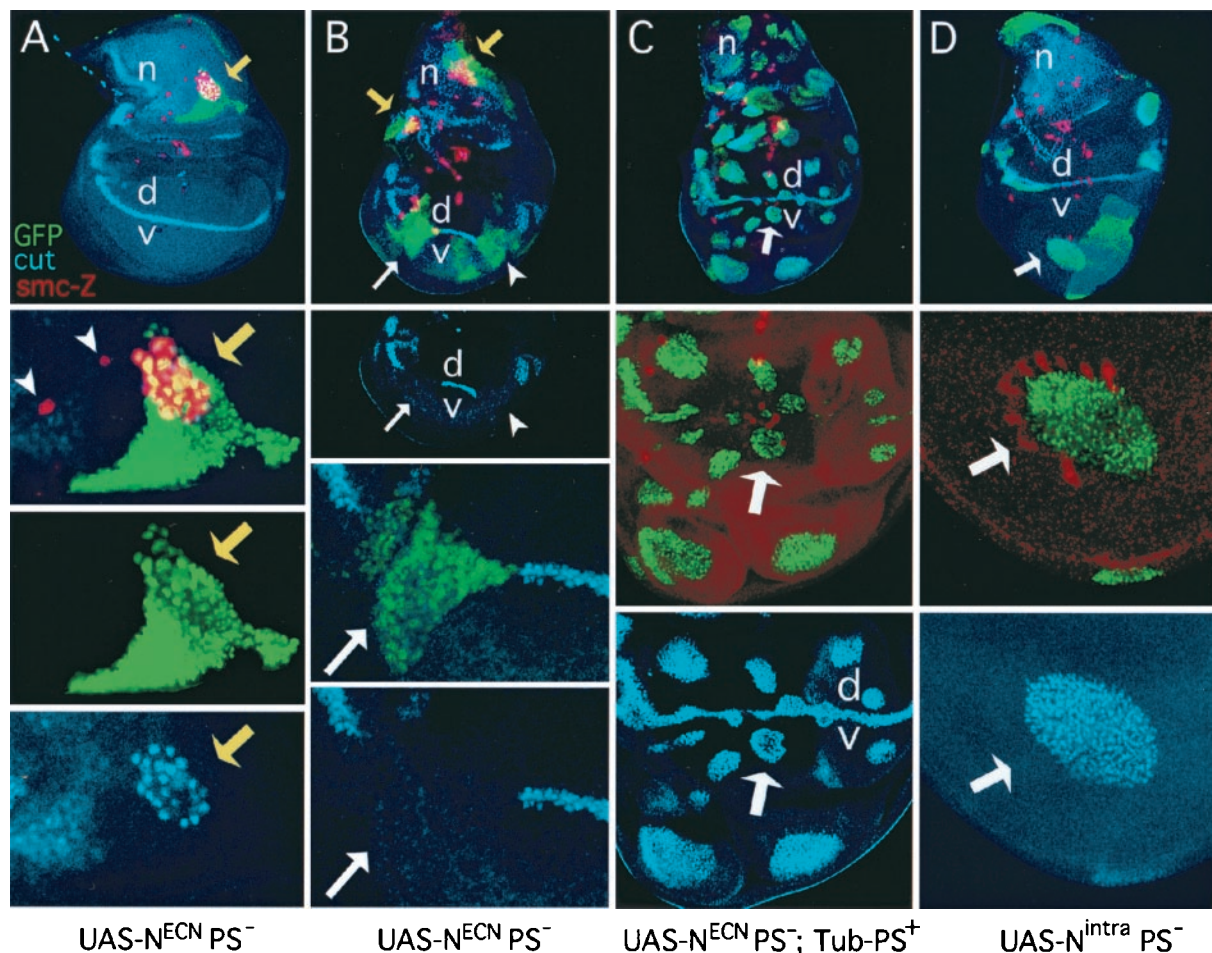 A B C D
n n n n
d d d d
v v v v
GFP
cut
smc-Z
d
v
d
v
UAS-N^ECN PS^- UAS-N^ECN PS^- UAS-N^ECN PS^-; Tub-PS^+ UAS-N^intra PS^-